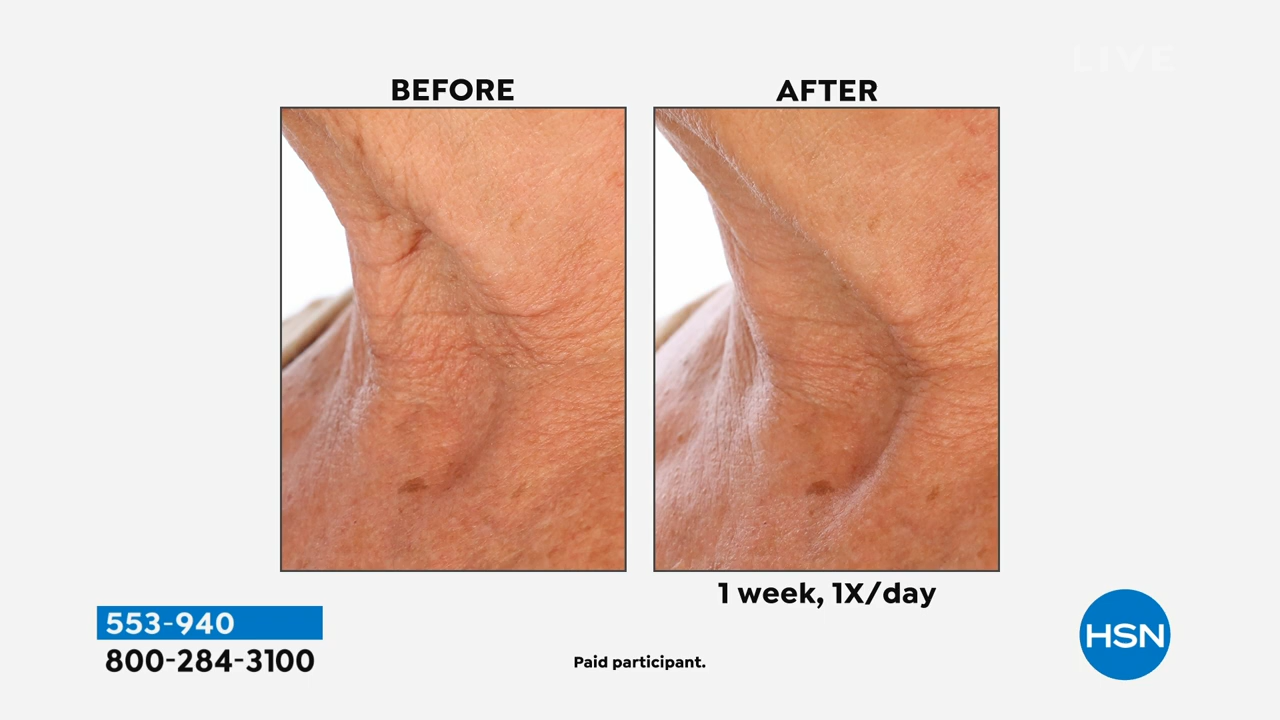 LIVE
BEFORE
AFTER
1 week, 1X/day
553-940
800-284-3100
Paid participant.
HSN